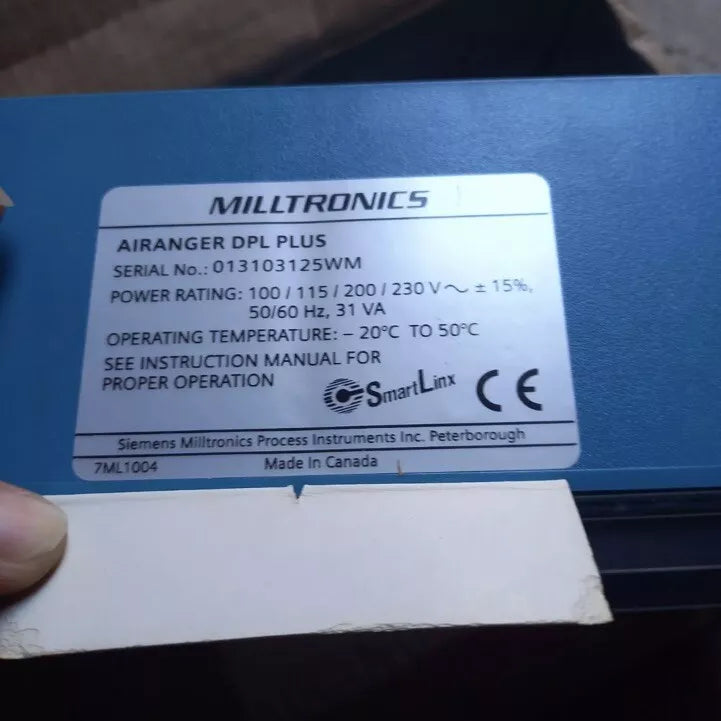 MILLTRONICS
AIRANGER DPL PLUS
SERIAL No.: 013103125WM
POWER RATING: 100 / 115 / 200 / 230 V ~ ± 15%,
50/60 Hz, 31 VA
OPERATING TEMPERATURE: – 20°C TO 50°C
SEE INSTRUCTION MANUAL FOR
PROPER OPERATION
SmartLinx CE
Siemens Milltronics Process Instruments Inc. Peterborough
7ML1004 Made In Canada